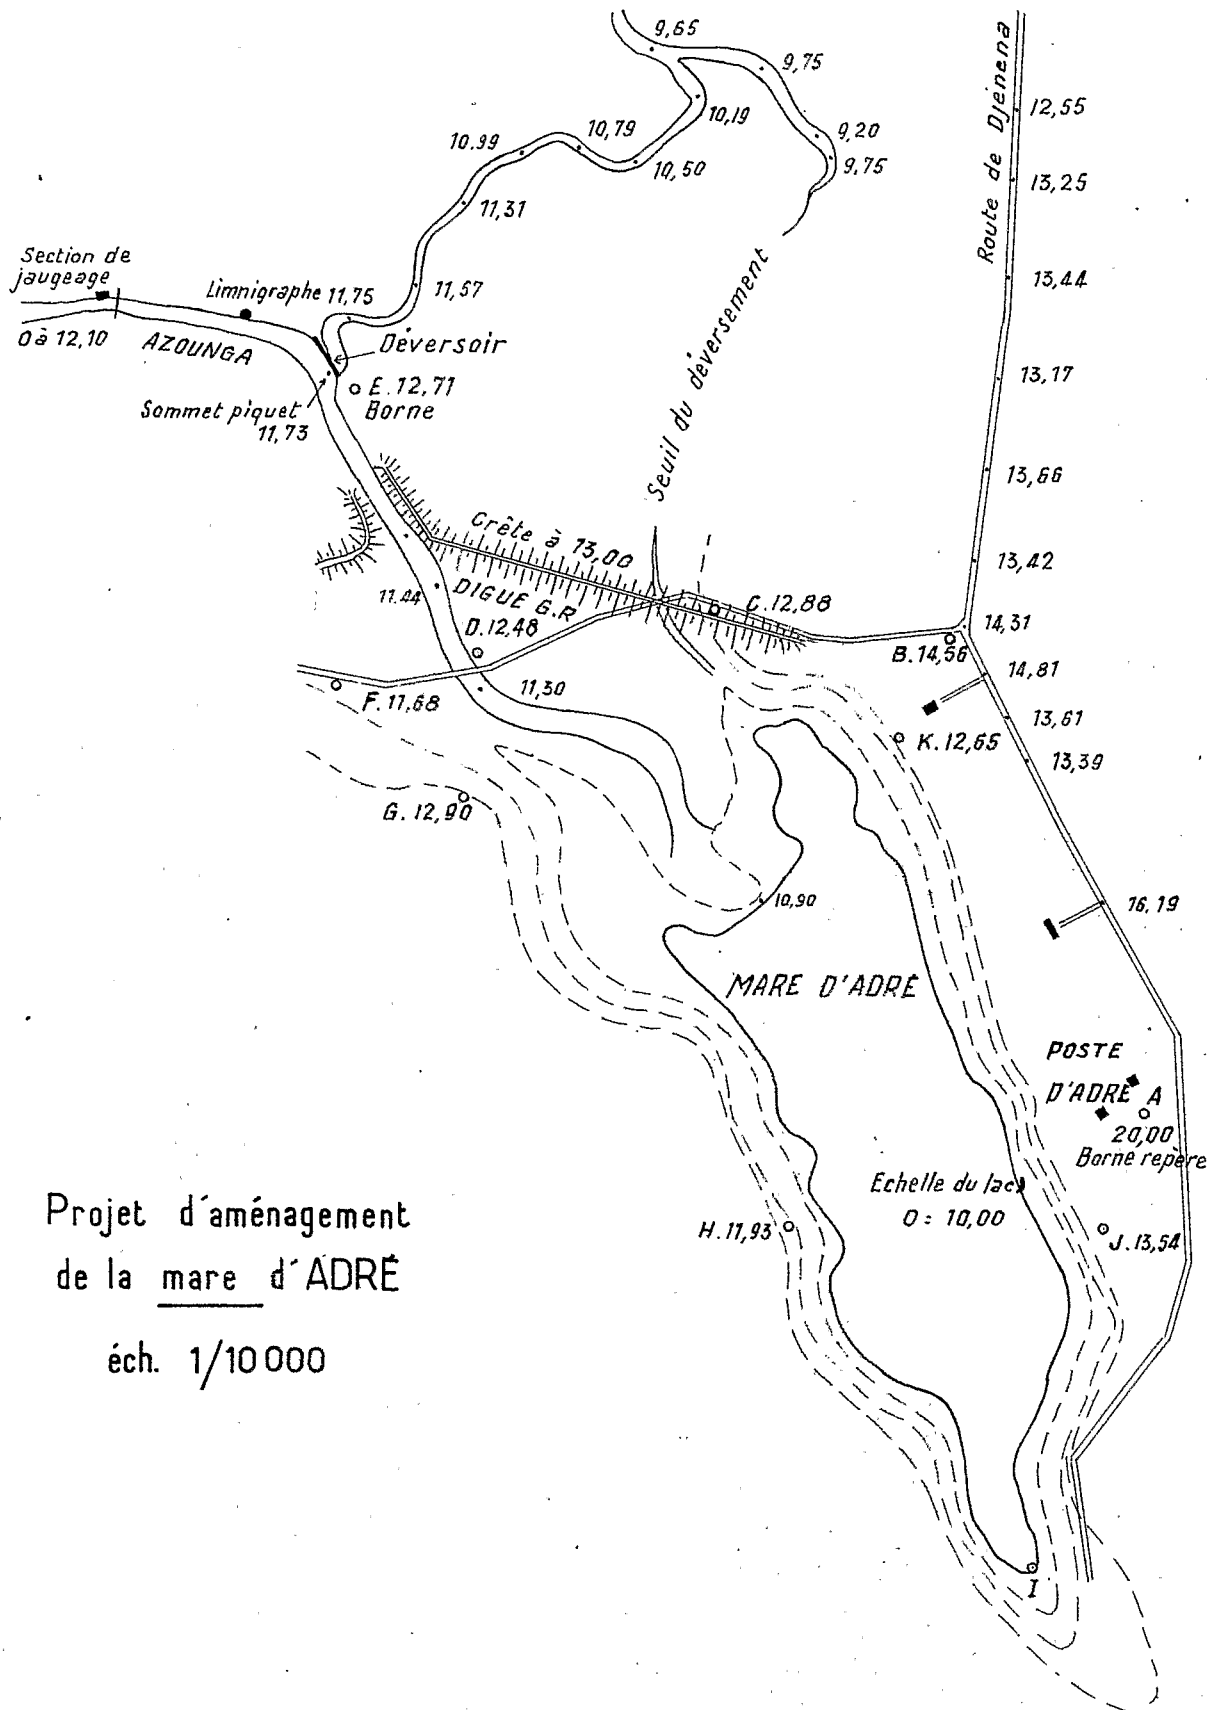 9,65
9,75
Route de Djénena
10,19
12,55
10.99
10,79
9,20
10,50
9,75
13,25
11,31
Section de
jaugeage
Limnigraphe 11,75
11,57
13,44
0 à 12,10
AZOUNGA
Déversoir
Seuil du déversement
E. 12,71
Borne
13,17
Sommet piquet
11,73
13,66
Crête à 13,00
13,42
11.44
DIGUE G.R
C. 12,88
D. 12,48
14,31
B. 14,56
14,81
F. 11,68
11,30
13,61
K. 12,65
13,39
G. 12,90
10,90
16,19
MARE D'ADRÉ
POSTE
D'ADRÉ
A
20,00
Borne repère
Echelle du lac
0 = 10,00
H. 11,93
J. 13,54
Projet d'aménagement
de la mare d'ADRÉ
éch. 1/10 000
I